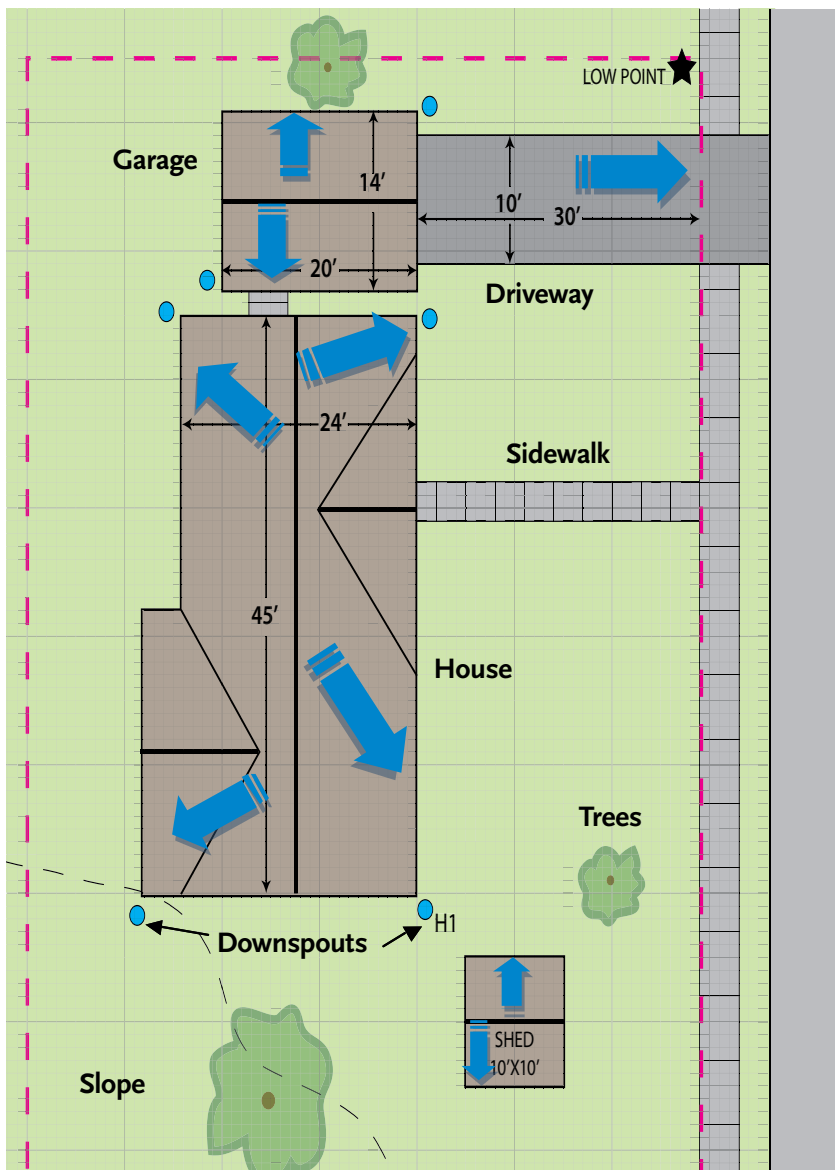 LOW POINT
Garage
14’
10’
30’
20’
Driveway
24’
Sidewalk
45’
House
Trees
H1
Downspouts
SHED
10’X10’
Slope